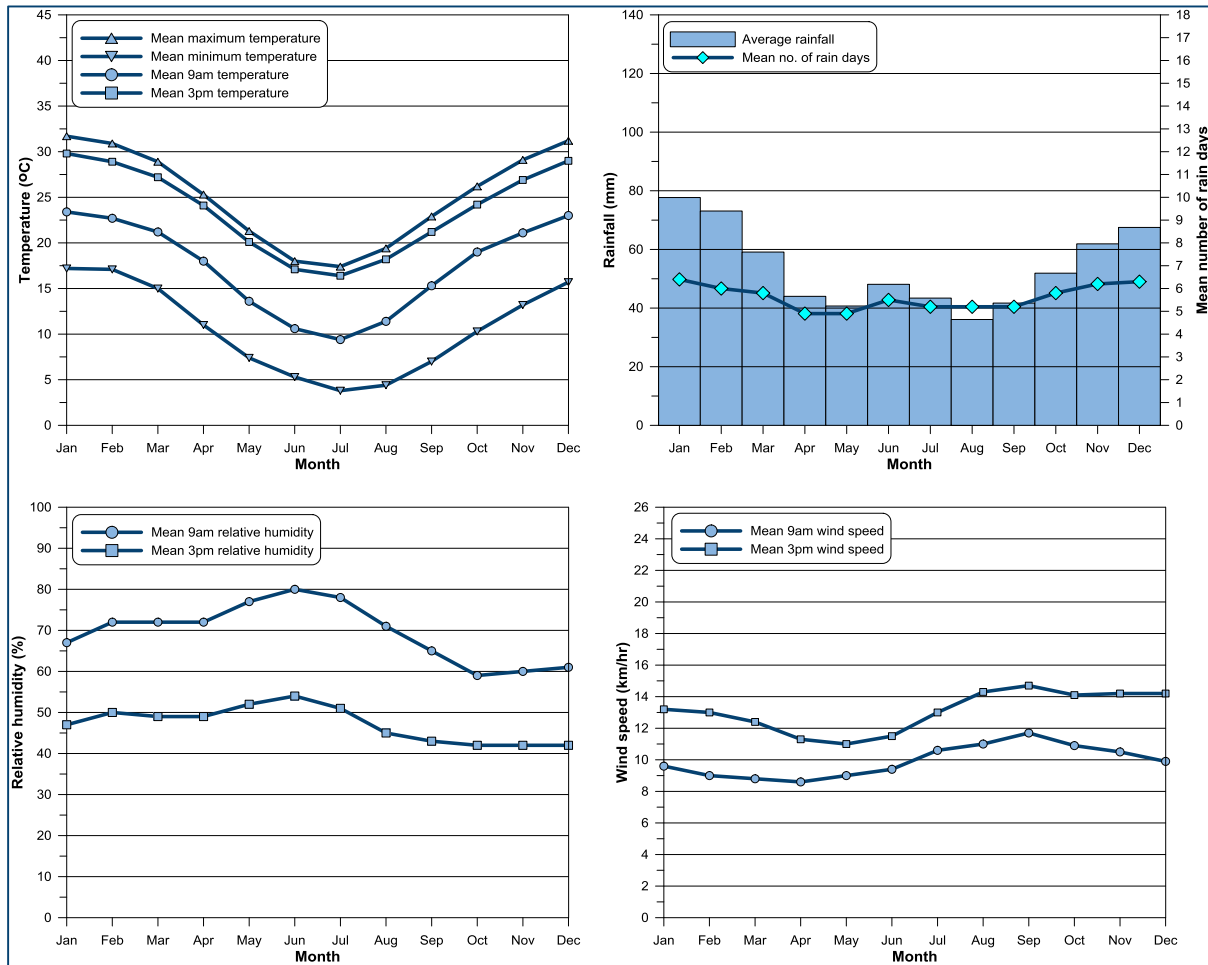 Mean maximum temperature
Mean minimum temperature
Mean 9am temperature
Mean 3pm temperature
45
40
35
30
25
20
15
10
5
0
Temperature (oC)
Jan Feb Mar Apr May Jun Jul Aug Sep Oct Nov Dec
Month
Average rainfall
Mean no. of rain days
140
120
100
80
60
40
20
0
Rainfall (mm)
18
17
16
15
14
13
12
11
10
9
8
7
6
5
4
3
2
1
0
Mean number of rain days
Jan Feb Mar Apr May Jun Jul Aug Sep Oct Nov Dec
Month
Mean 9am relative humidity
Mean 3pm relative humidity
100
90
80
70
60
50
40
30
20
10
0
Relative humidity (%)
Jan Feb Mar Apr May Jun Jul Aug Sep Oct Nov Dec
Month
Mean 9am wind speed
Mean 3pm wind speed
26
24
22
20
18
16
14
12
10
8
6
4
2
0
Wind speed (km/hr)
Jan Feb Mar Apr May Jun Jul Aug Sep Oct Nov Dec
Month